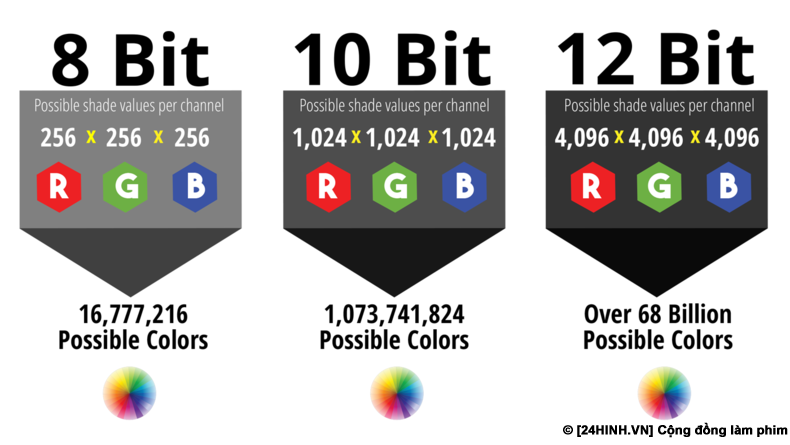 8 Bit
Possible shade values per channel
256 x 256 x 256
R G B
16,777,216
Possible Colors
10 Bit
Possible shade values per channel
1,024 x 1,024 x 1,024
R G B
1,073,741,824
Possible Colors
12 Bit
Possible shade values per channel
4,096 x 4,096 x 4,096
R G B
Over 68 Billion
Possible Colors
© [24HINH.VN] Cộng đồng làm phim